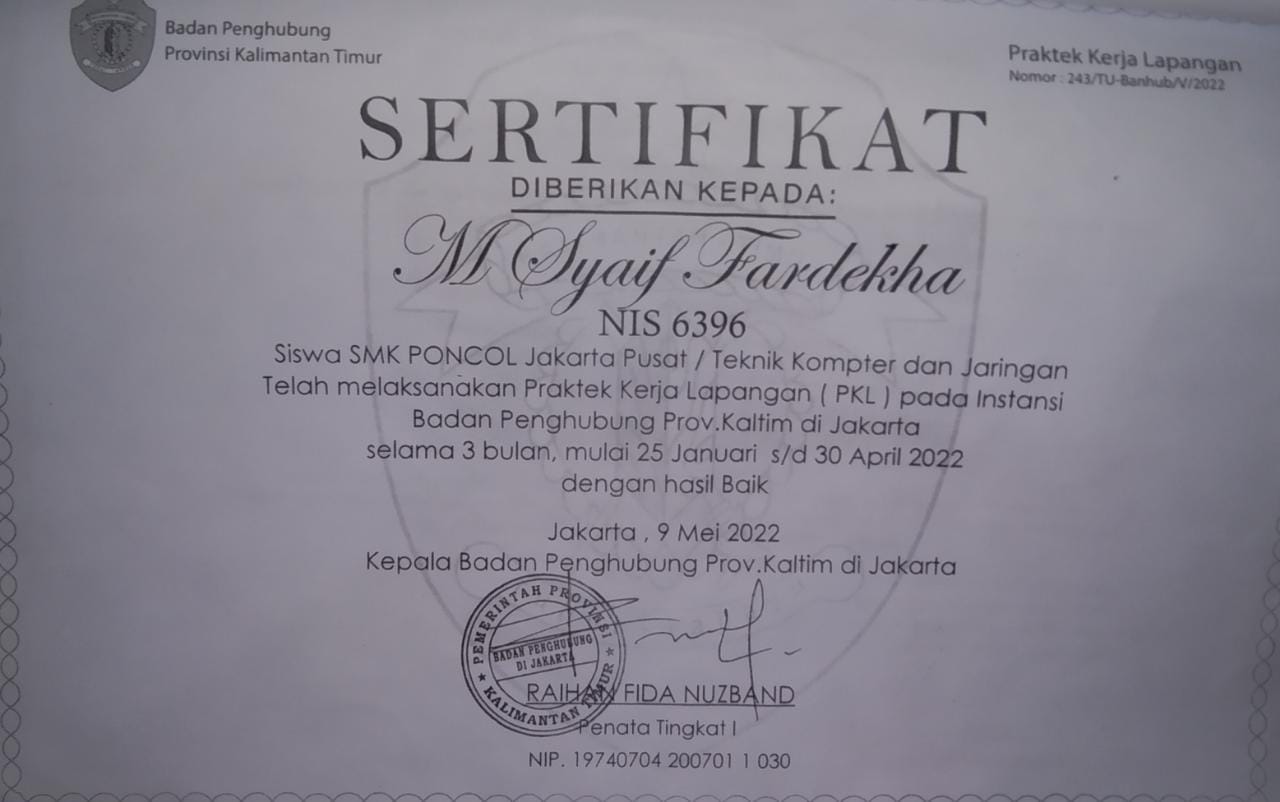 Badan Penghubung
Provinsi Kalimantan Timur
Praktek Kerja Lapangan
Nomor : 243/TU-Banhub/V/2022
SERTIFIKAT
DIBERIKAN KEPADA:
M Syaif Fardekha
NIS 6396
Siswa SMK PONCOL Jakarta Pusat / Teknik Kompter dan Jaringan
Telah melaksanakan Praktek Kerja Lapangan ( PKL ) pada Instansi
Badan Penghubung Prov.Kaltim di Jakarta
selama 3 bulan, mulai 25 Januari s/d 30 April 2022
dengan hasil Baik
Jakarta , 9 Mei 2022
Kepala Badan Penghubung Prov.Kaltim di Jakarta
PEMERINTAH PROVINSI
BADAN PENGHUBUNG
DI JAKARTA
KALIMANTAN TIMUR
RAIHAN FIDA NUZBAND
Penata Tingkat I
NIP. 19740704 200701 1 030